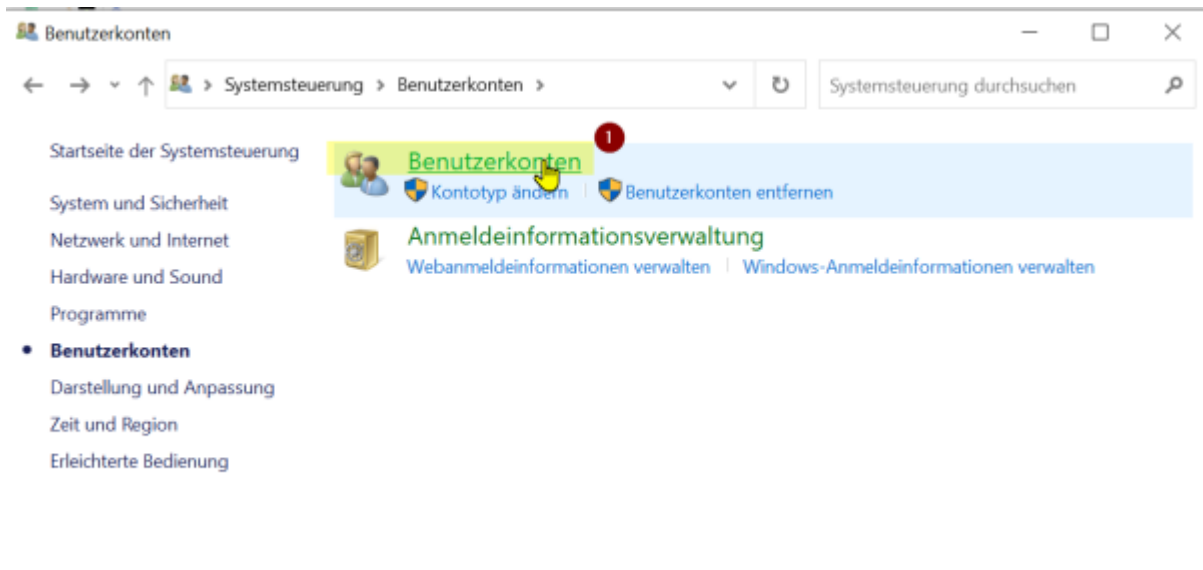 Benutzerkonten
Systemsteuerung > Benutzerkonten >
Systemsteuerung durchsuchen
Startseite der Systemsteuerung
System und Sicherheit
Netzwerk und Internet
Hardware und Sound
Programme
Benutzerkonten
Darstellung und Anpassung
Zeit und Region
Erleichterte Bedienung
1
Benutzerkonten
Kontotyp ändern Benutzerkonten entfernen
Anmeldeinformationsverwaltung
Webanmeldeinformationen verwalten Windows-Anmeldeinformationen verwalten